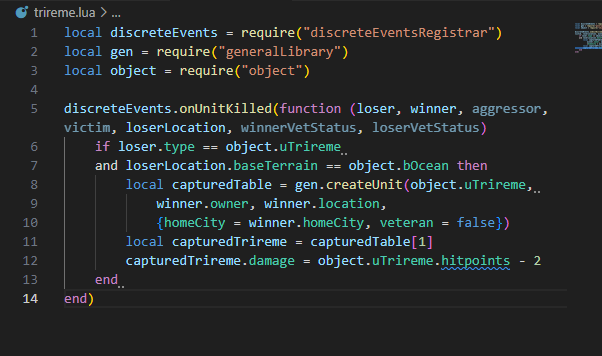 trireme.lua > ...
1 local discreteEvents = require("discreteEventsRegistrar")
2 local gen = require("generalLibrary")
3 local object = require("object")
4
5 discreteEvents.onUnitKilled(function (loser, winner, aggressor,
victim, loserLocation, winnerVetStatus, loserVetStatus)
6 if loser.type == object.uTrireme
7 and loserLocation.baseTerrain == object.bOcean then
8 local capturedTable = gen.createUnit(object.uTrireme,
9 winner.owner, winner.location,
10 {homeCity = winner.homeCity, veteran = false})
11 local capturedTrireme = capturedTable[1]
12 capturedTrireme.damage = object.uTrireme.hitpoints - 2
13 end
14 end)